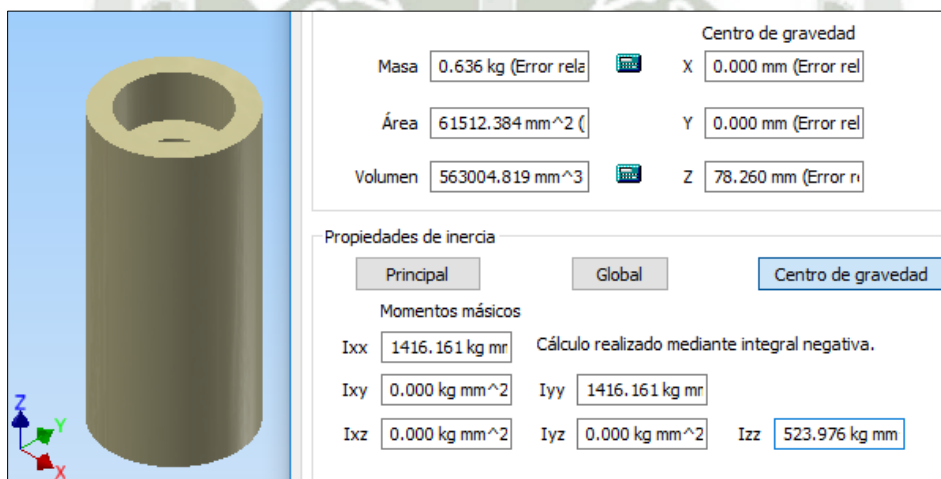 Centro de gravedad
Masa 0.636 kg (Error rela X 0.000 mm (Error rel
Área 61512.384 mm^2 ( Y 0.000 mm (Error rel
Volumen 563004.819 mm^3 Z 78.260 mm (Error r
Propiedades de inercia
Principal Global Centro de gravedad
Momentos másicos
Ixx 1416.161 kg mr Cálculo realizado mediante integral negativa.
Ixy 0.000 kg mm^2 Iyy 1416.161 kg mr
Ixz 0.000 kg mm^2 Iyz 0.000 kg mm^2 Izz 523.976 kg mm
Z
Y
X